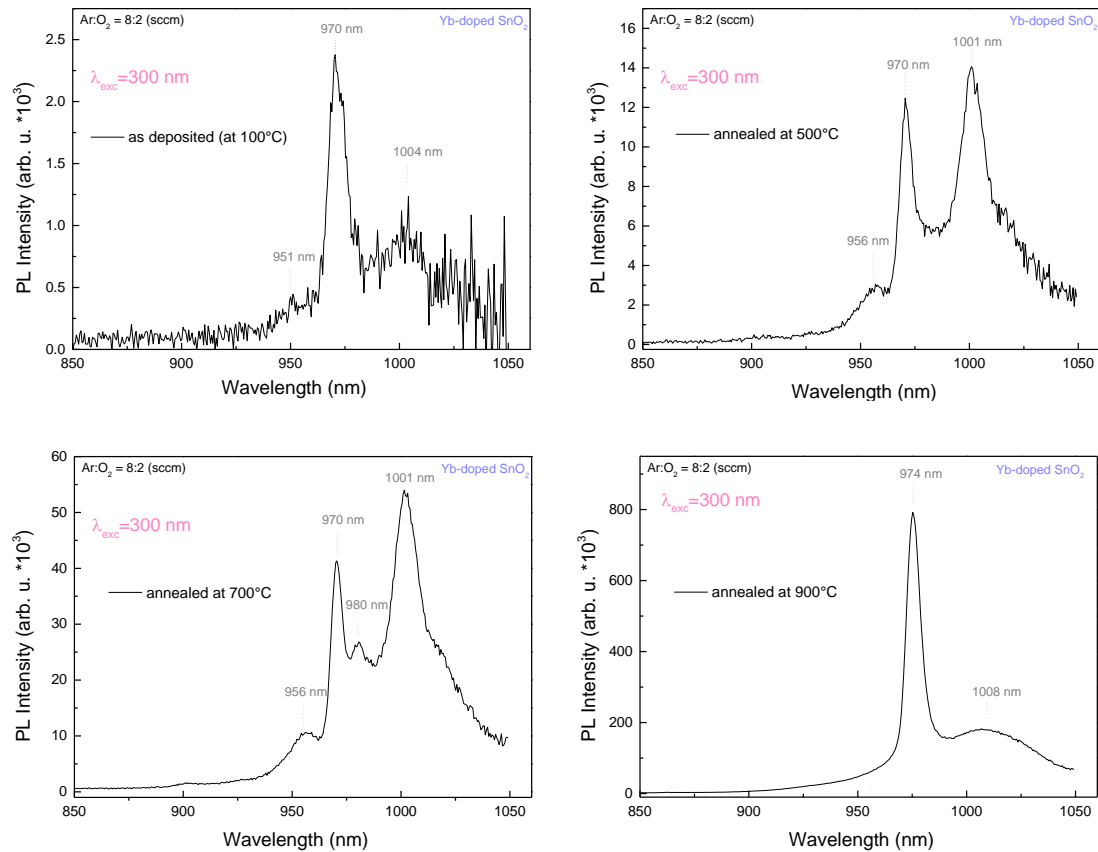 Ar:O₂ = 8:2 (sccm)
Yb-doped SnO₂
λexc=300 nm
as deposited (at 100°C)
970 nm
1004 nm
951 nm
2.5
2.0
1.5
1.0
0.5
0.0
850
900
950
1000
1050
PL Intensity (arb. u. *10³)
Wavelength (nm)
Ar:O₂ = 8:2 (sccm)
Yb-doped SnO₂
λexc=300 nm
annealed at 500°C
1001 nm
970 nm
956 nm
16
14
12
10
8
6
4
2
0
850
900
950
1000
1050
PL Intensity (arb. u. *10³)
Wavelength (nm)
Ar:O₂ = 8:2 (sccm)
Yb-doped SnO₂
λexc=300 nm
annealed at 700°C
1001 nm
970 nm
980 nm
956 nm
60
50
40
30
20
10
0
850
900
950
1000
1050
PL Intensity (arb. u. *10³)
Wavelength (nm)
Ar:O₂ = 8:2 (sccm)
Yb-doped SnO₂
λexc=300 nm
annealed at 900°C
974 nm
1008 nm
800
600
400
200
0
850
900
950
1000
1050
PL Intensity (arb. u. *10³)
Wavelength (nm)